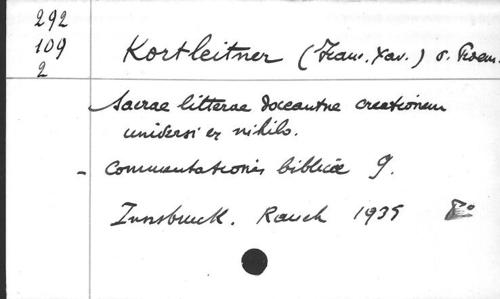 292
109
2
Kortleitner (Franc. Xav.) O. Praem.
Sacrae litterae doceantne creationem
universi ex nihilo.
- Commentationes biblicae 9.
Innsbruck. Rauch 1935